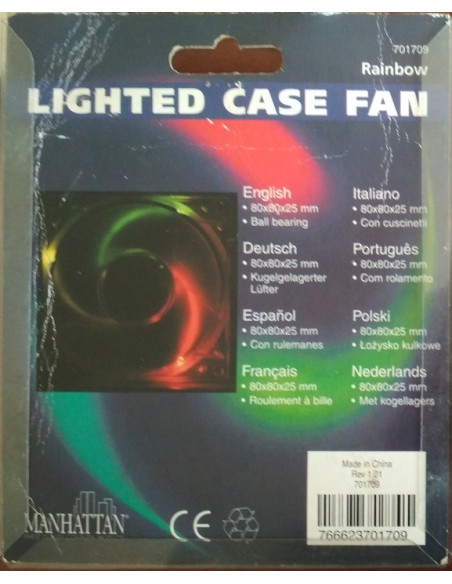 701709
Rainbow
LIGHTED CASE FAN
English
• 80x80x25 mm
• Ball bearing
Deutsch
• 80x80x25 mm
• Kugelgelagerter
Lüfter
Español
• 80x80x25 mm
• Con rulemanes
Français
• 80x80x25 mm
• Roulement à bille
Italiano
• 80x80x25 mm
• Con cuscinetti
Português
• 80x80x25 mm
• Com rolamento
Polski
• 80x80x25 mm
• Łożysko kulkowe
Nederlands
• 80x80x25 mm
• Met kogellagers
Made in China
Rev 1.01
701709
766623701709
MANHATTAN
CE